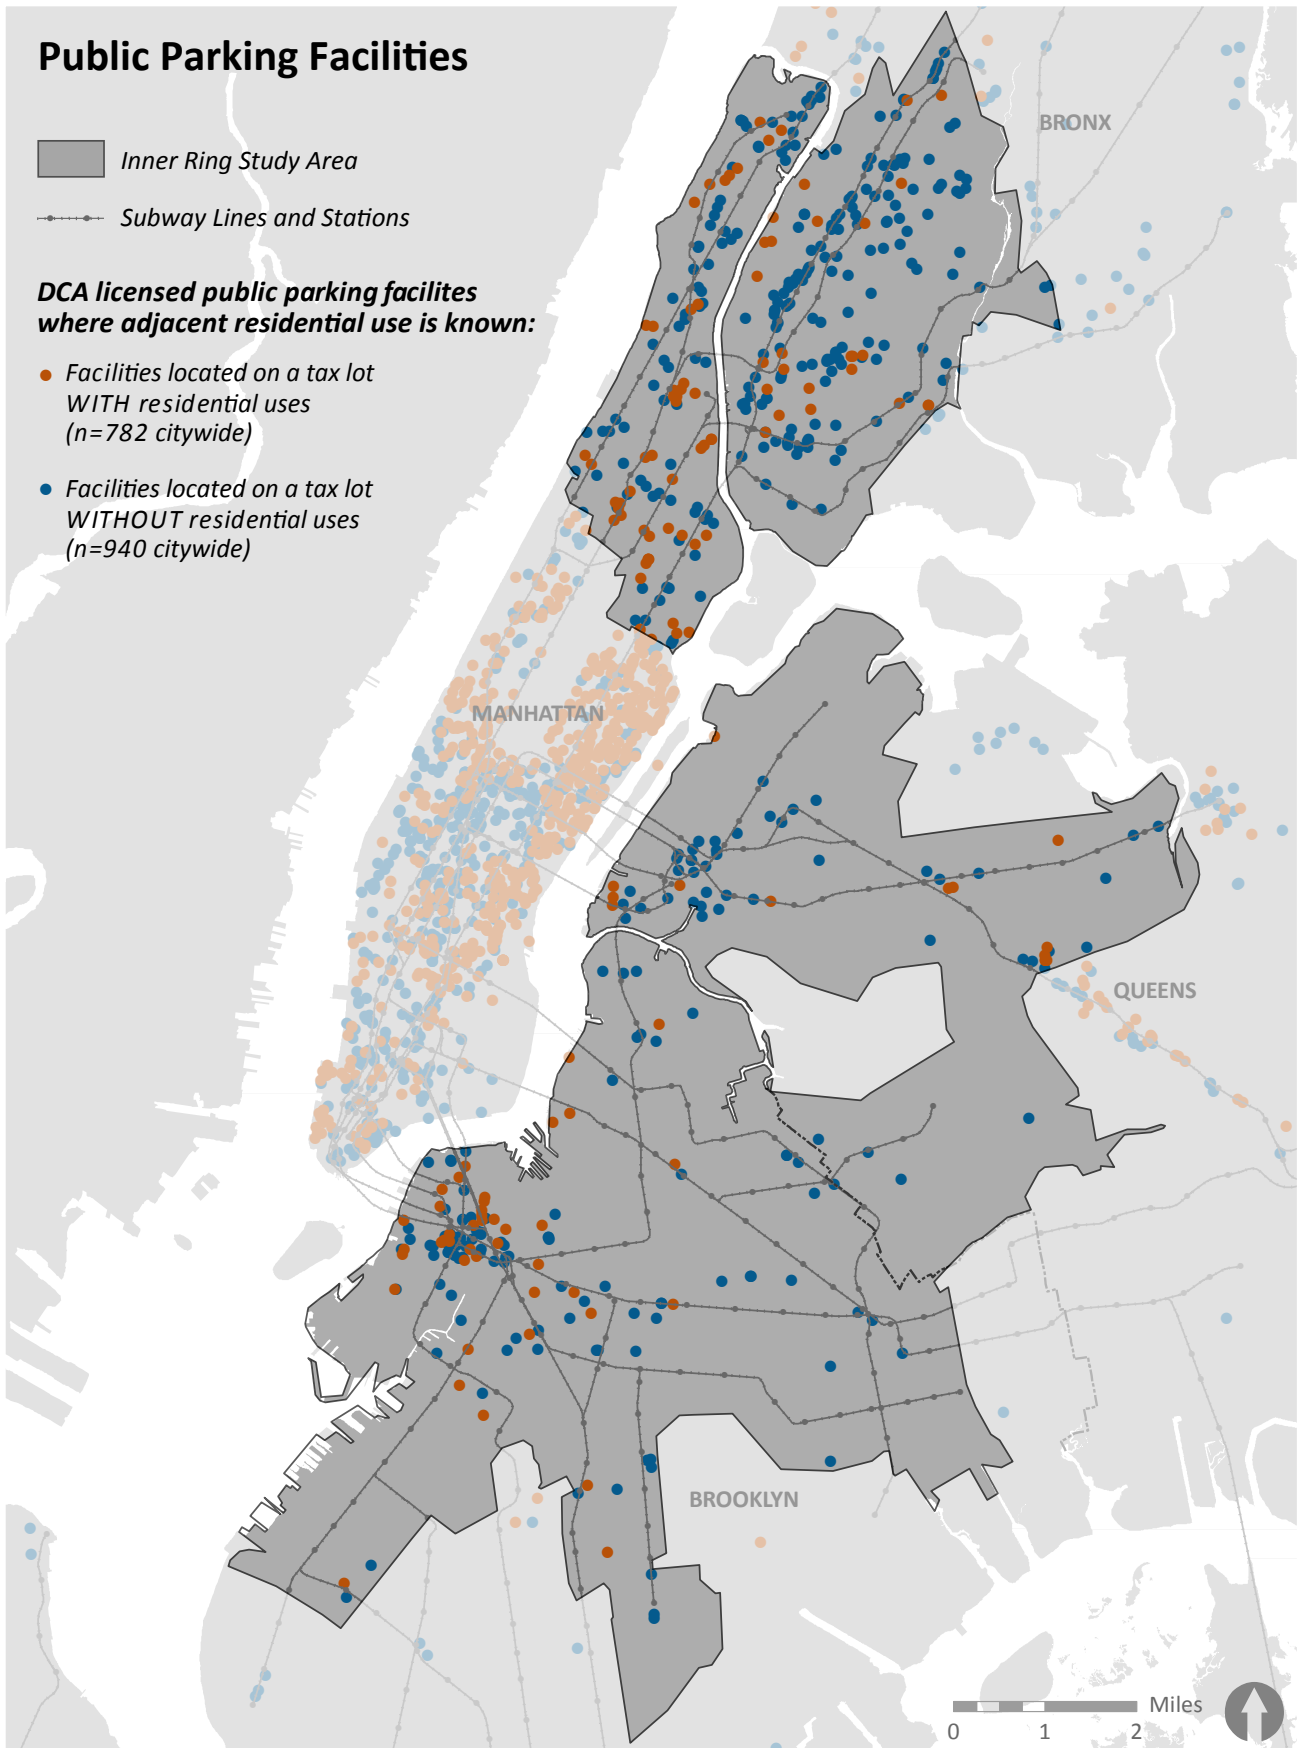 Public Parking Facilities
Inner Ring Study Area
Subway Lines and Stations
DCA licensed public parking facilites
where adjacent residential use is known:
Facilities located on a tax lot
WITH residential uses
(n=782 citywide)
Facilities located on a tax lot
WITHOUT residential uses
(n=940 citywide)
BRONX
MANHATTAN
QUEENS
BROOKLYN
Miles
0 1 2